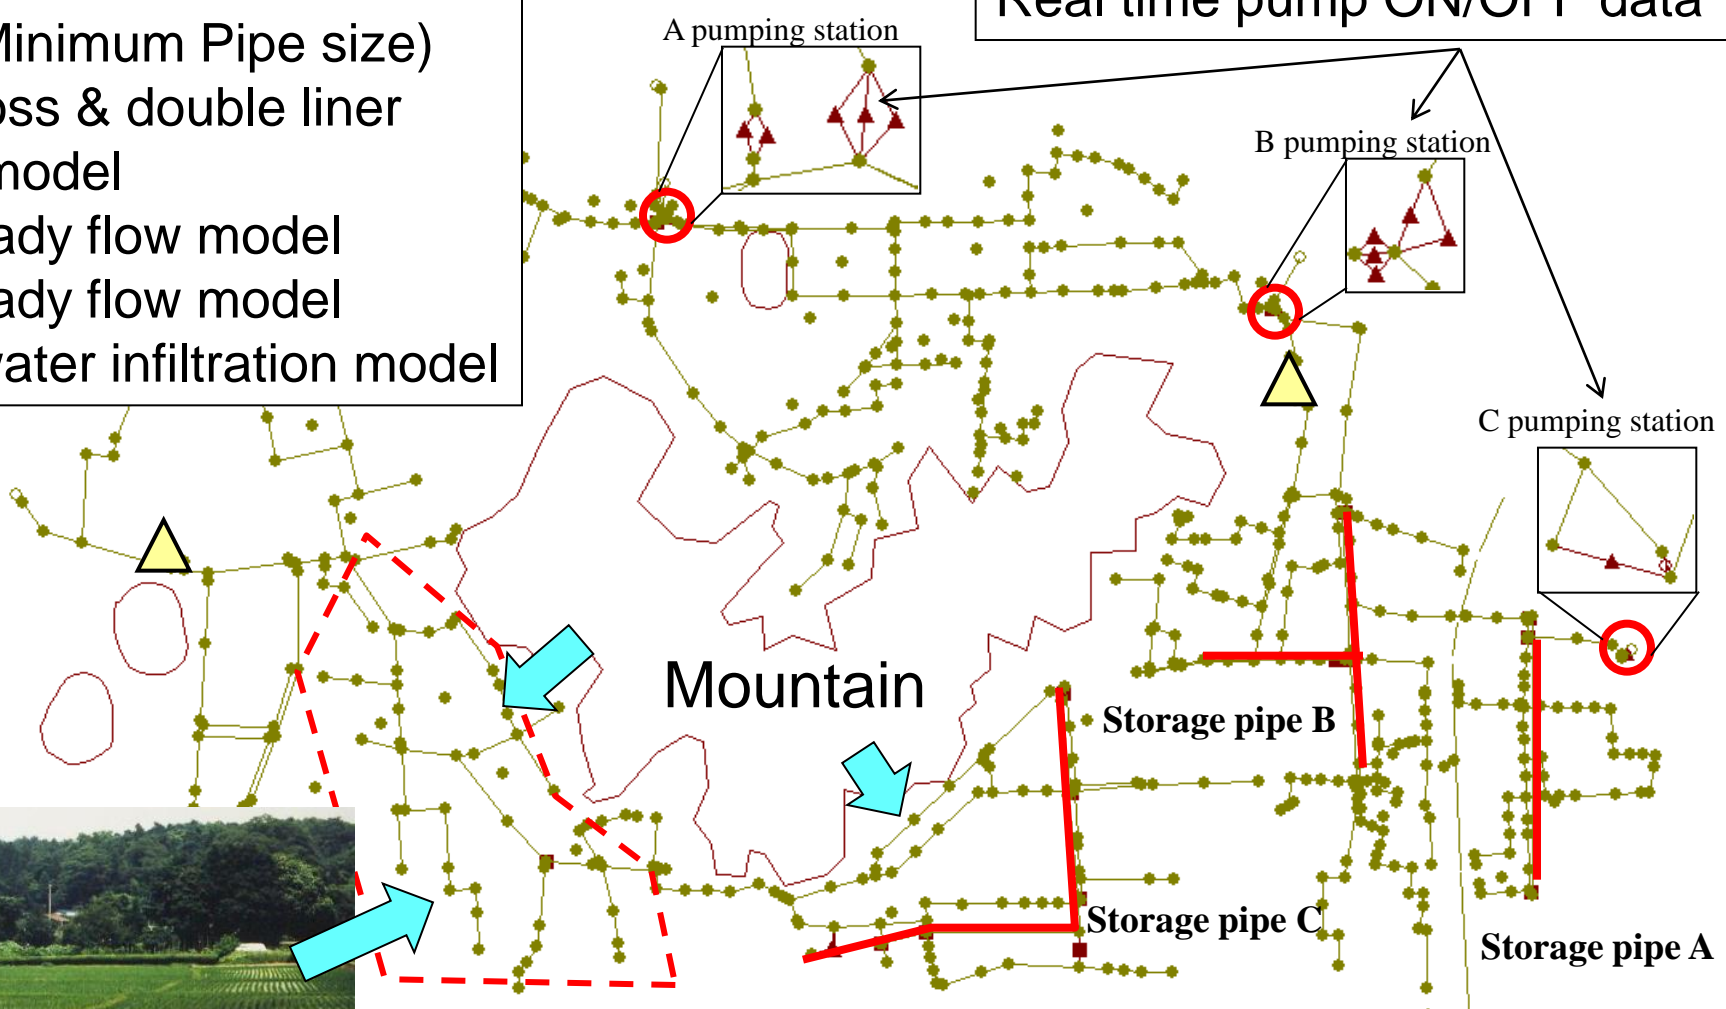 Minimum Pipe size)
oss & double liner
model
ady flow model
ady flow model
water infiltration model
Real time pump ON/OFF data
A pumping station
B pumping station
C pumping station
Mountain
Storage pipe B
Storage pipe C
Storage pipe A